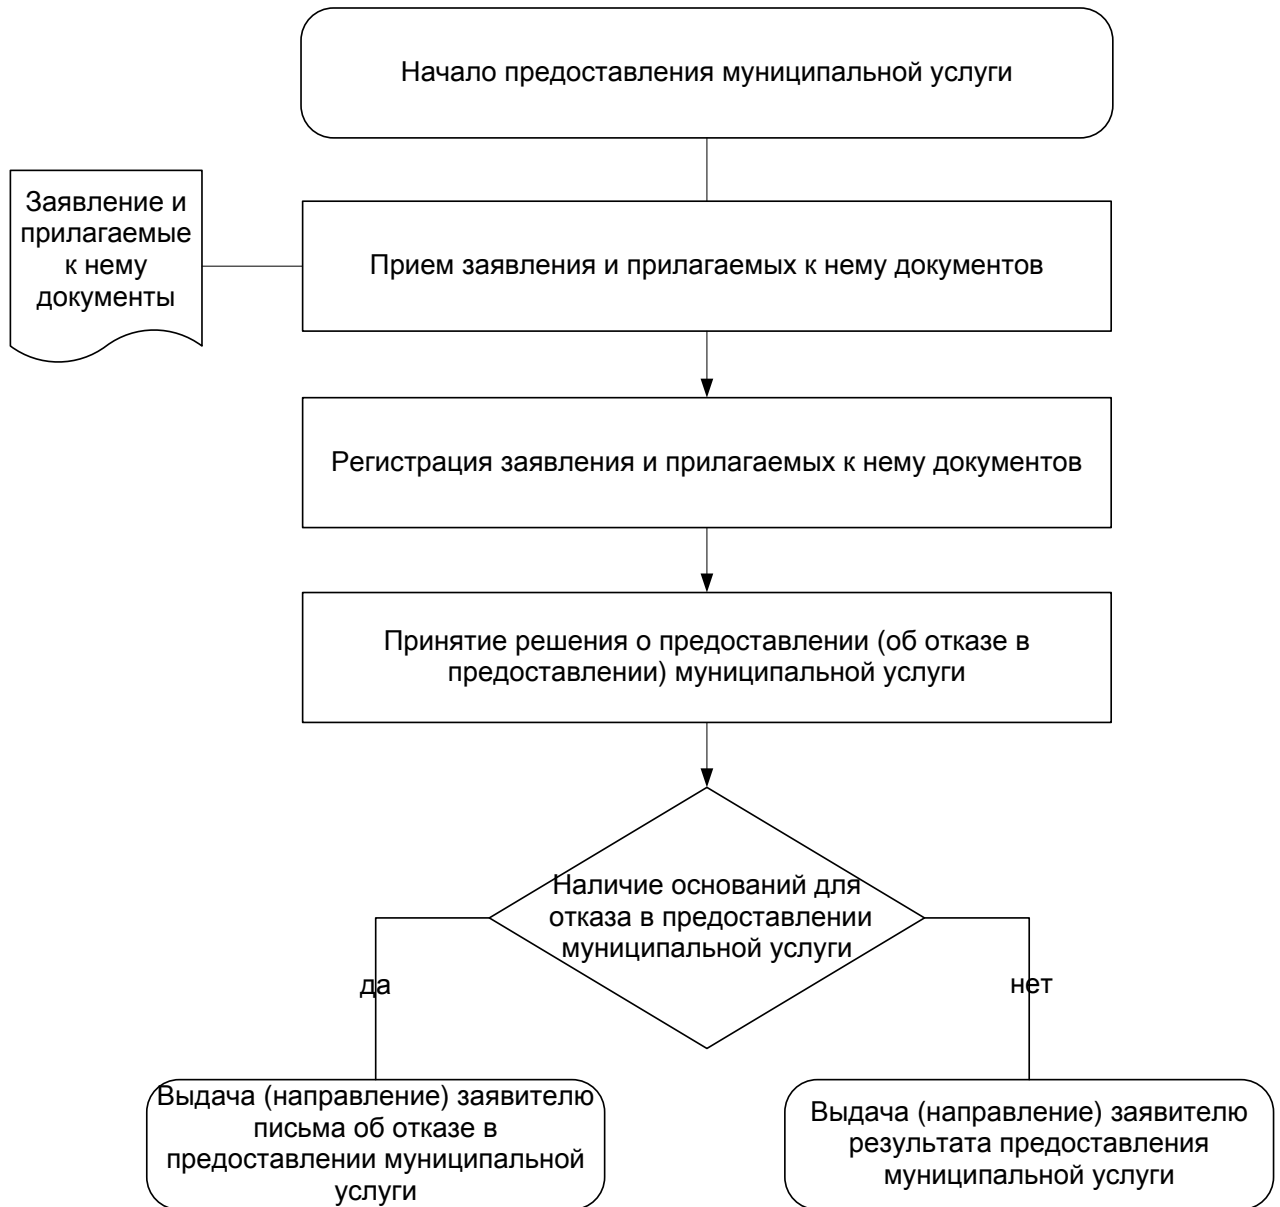 Начало предоставления муниципальной услуги
Заявление и
прилагаемые
к нему
документы
Прием заявления и прилагаемых к нему документов
Регистрация заявления и прилагаемых к нему документов
Принятие решения о предоставлении (об отказе в
предоставлении) муниципальной услуги
Наличие оснований для
отказа в предоставлении
муниципальной услуги
да
нет
Выдача (направление) заявителю
письма об отказе в
предоставлении муниципальной
услуги
Выдача (направление) заявителю
результата предоставления
муниципальной услуги